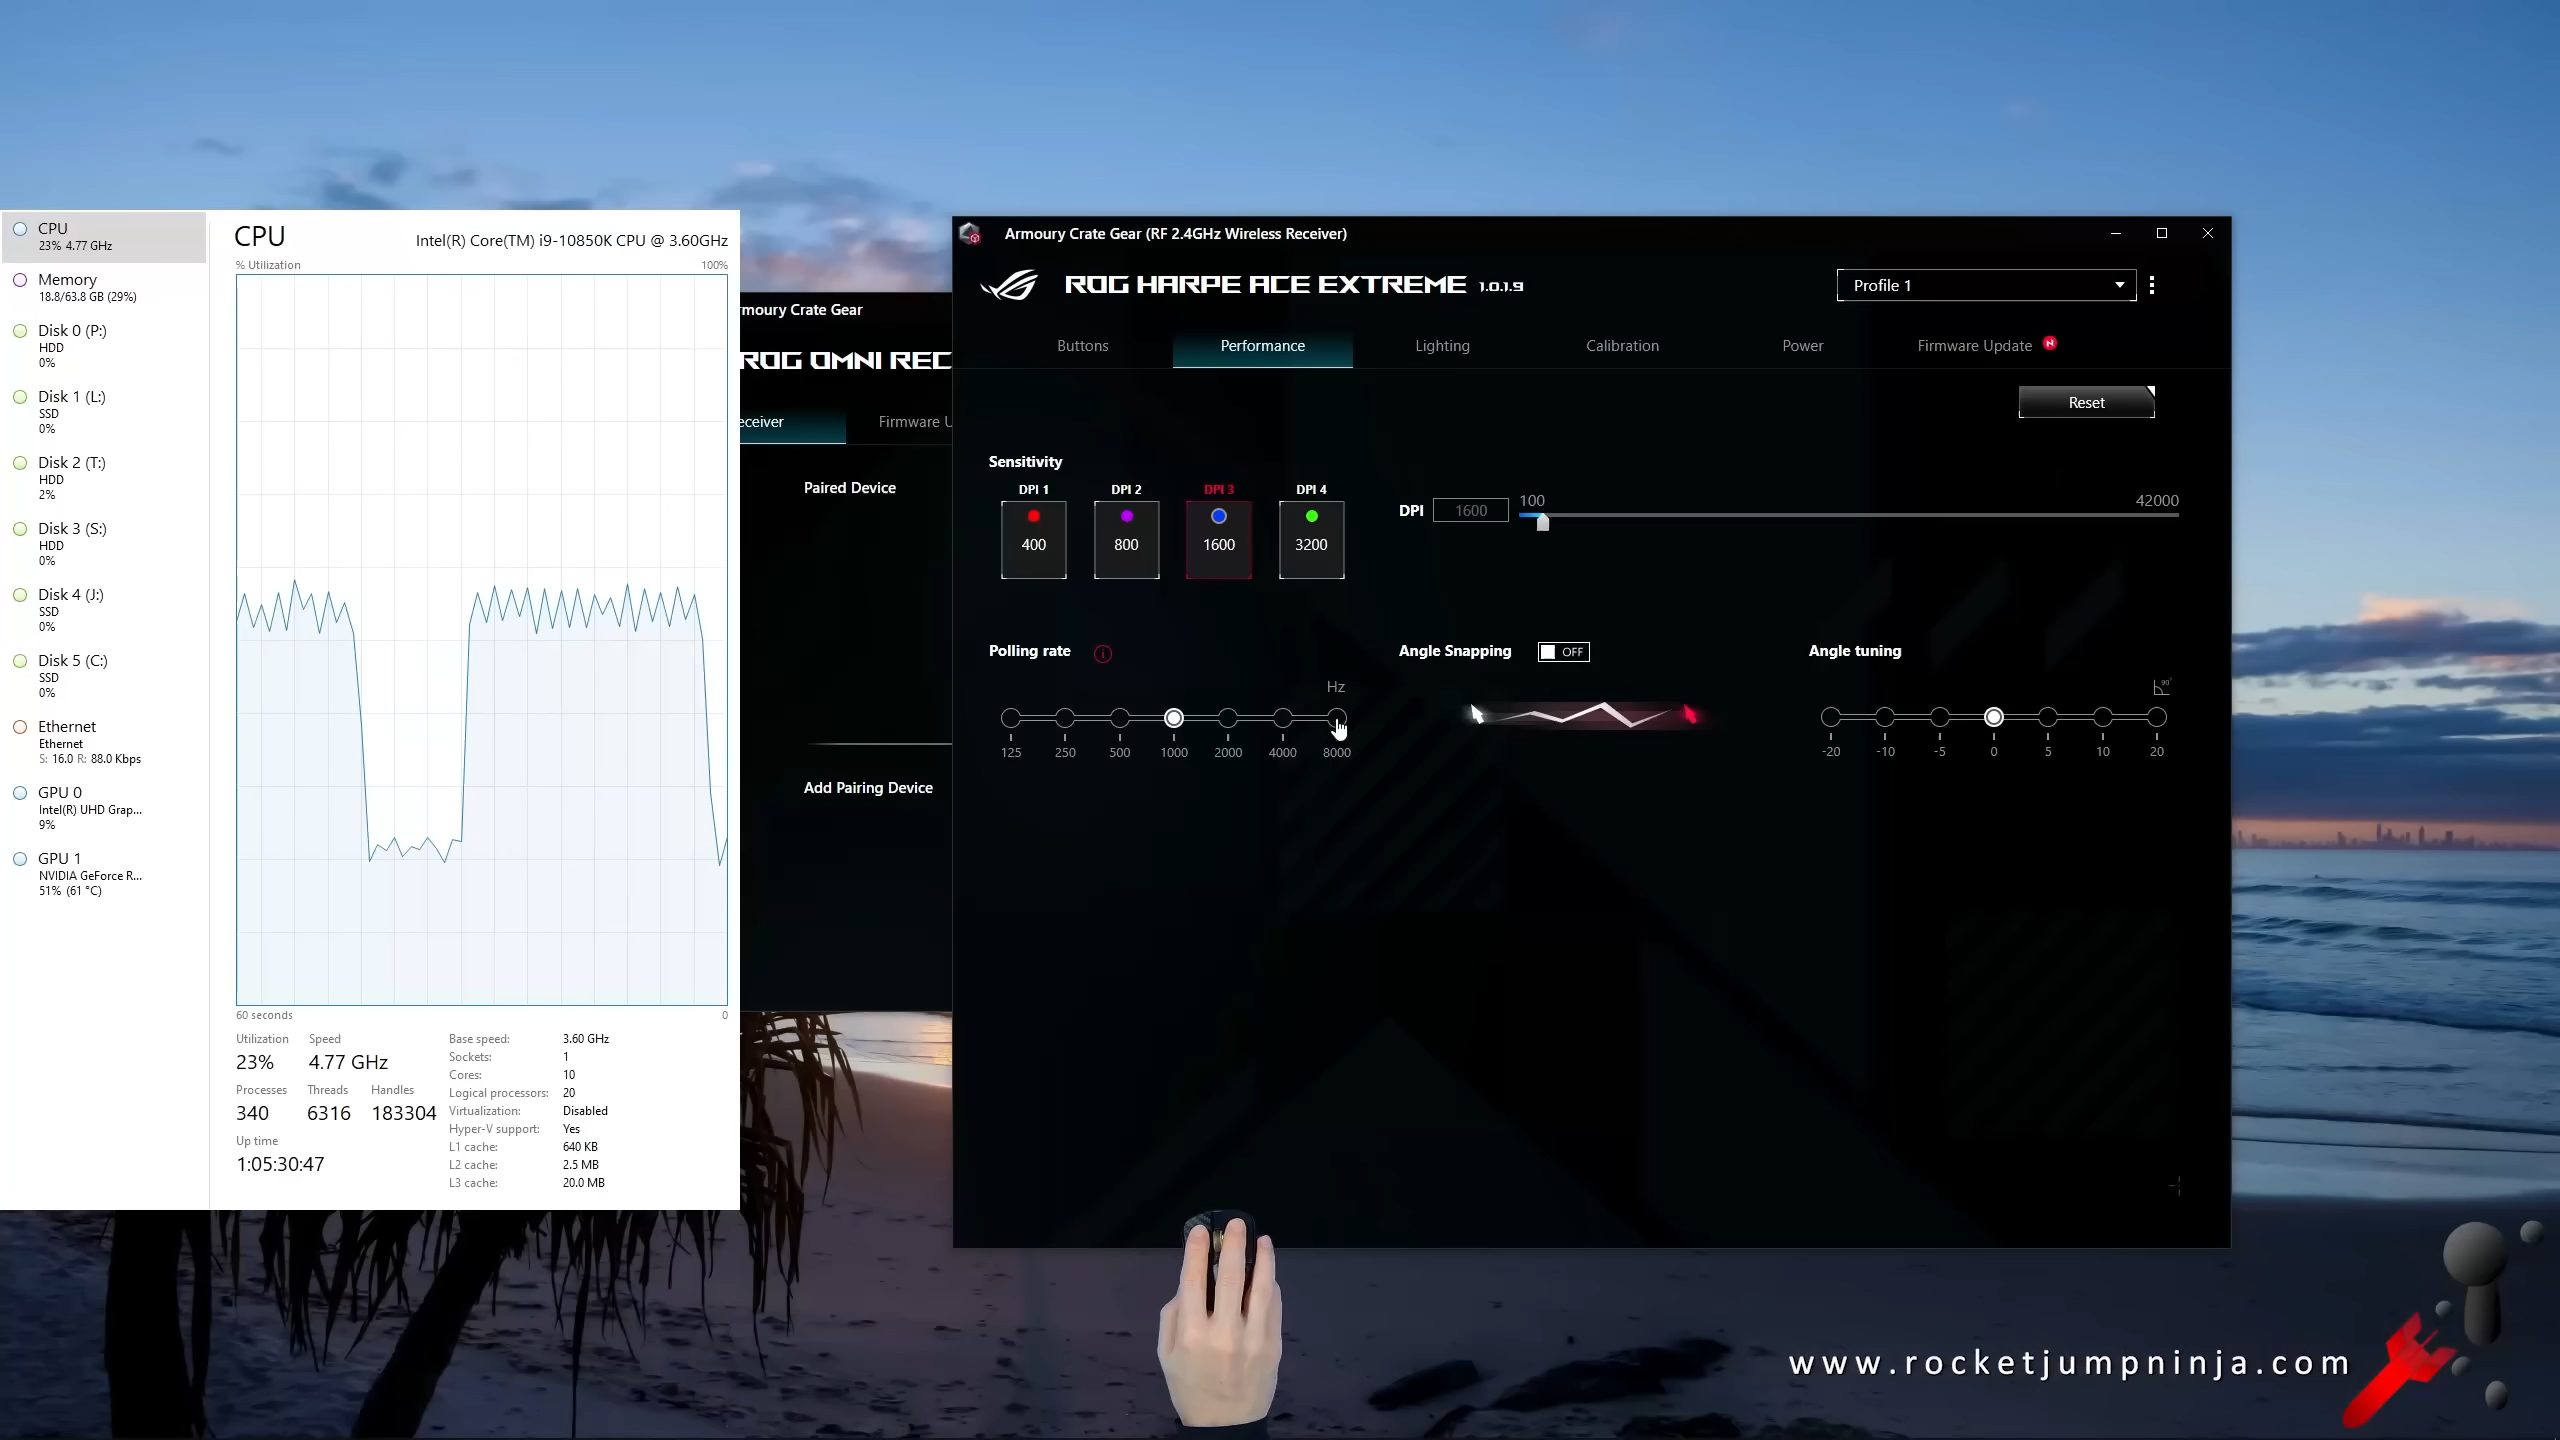 CPU
23% 4.77 GHz
Memory
18.8/63.8 GB (29%)
Disk 0 (P:)
HDD
0%
Disk 1 (L:)
SSD
0%
Disk 2 (T:)
HDD
2%
Disk 3 (S:)
HDD
0%
Disk 4 (J:)
SSD
0%
Disk 5 (C:)
SSD
0%
Ethernet
Ethernet
S: 16.0 R: 88.0 Kbps
GPU 0
Intel(R) UHD Grap...
9%
GPU 1
NVIDIA GeForce R...
51% (61 °C)
CPU
Intel(R) Core(TM) i9-10850K CPU @ 3.60GHz
% Utilization 100%
60 seconds 0
Utilization Speed
23% 4.77 GHz
Processes Threads Handles
340 6316 183304
Up time
1:05:30:47
Base speed: 3.60 GHz
Sockets: 1
Cores: 10
Logical processors: 20
Virtualization: Disabled
Hyper-V support: Yes
L1 cache: 640 KB
L2 cache: 2.5 MB
L3 cache: 20.0 MB
moury Crate Gear
ROG OMNI REC
eceiver Firmware U
Paired Device
Add Pairing Device
Armoury Crate Gear (RF 2.4GHz Wireless Receiver)
ROG HARPE ACE EXTREME 1.0.1.9
Profile 1
Buttons Performance Lighting Calibration Power Firmware Update N
Reset
Sensitivity
DPI 1 DPI 2 DPI 3 DPI 4
400 800 1600 3200
DPI 1600 100 42000
Polling rate
Hz
125 250 500 1000 2000 4000 8000
Angle Snapping OFF
Angle tuning
90°
-20 -10 -5 0 5 10 20
www.rocketjumpninja.com